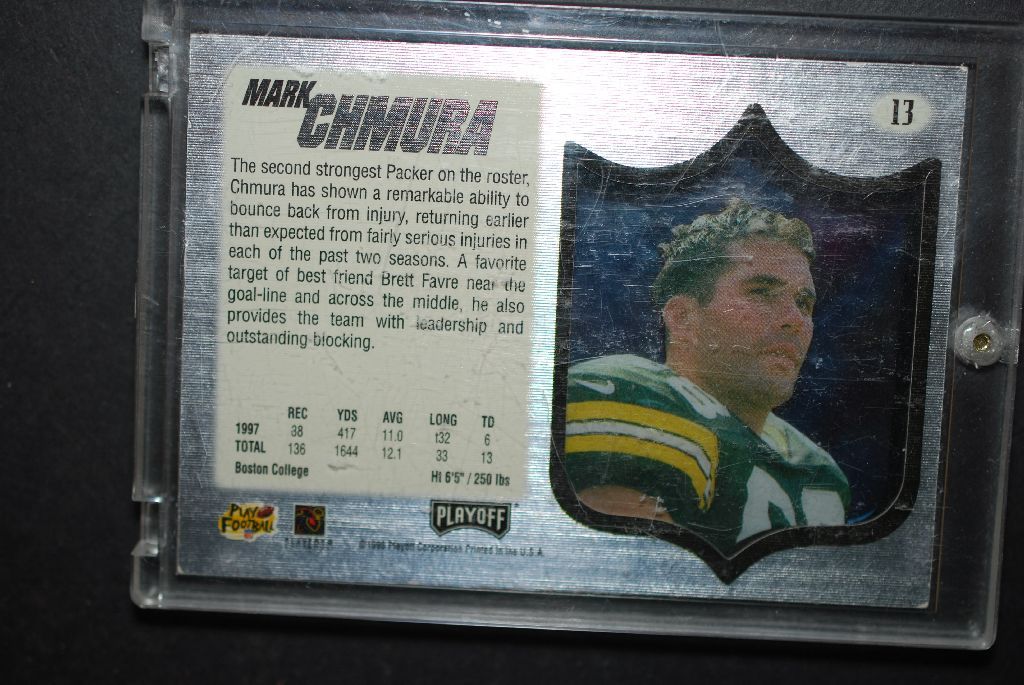 MARK
CHMURA
13
The second strongest Packer on the roster,
Chmura has shown a remarkable ability to
bounce back from injury, returning earlier
than expected from fairly serious injuries in
each of the past two seasons. A favorite
target of best friend Brett Favre near the
goal-line and across the middle, he also
provides the team with leadership and
outstanding blocking.
REC YDS AVG LONG TD
1997 38 417 11.0 t32 6
TOTAL 136 1644 12.1 33 13
Boston College Ht 6'5" / 250 lbs
PLAY
FOOTBALL
PLAYERS
PLAYOFF
Playoff Corporation Printed in the U.S.A.